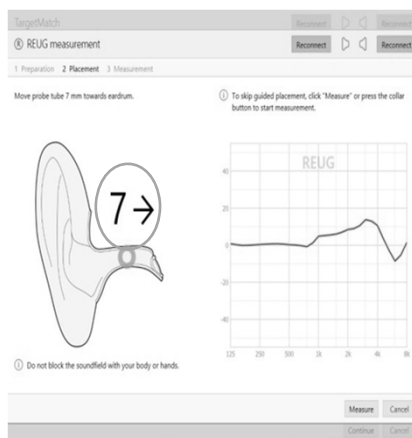 TargetMatch
Reconnect
Reconnect
® REUG measurement
Reconnect
Reconnect
1 Preparation 2 Placement 3 Measurement
Move probe tube 7 mm towards eardrum.
To skip guided placement, click "Measure" or press the collar
button to start measurement.
7→
REUG
40
20
0
-20
-40
125 250 500 1k 2k 4k 8k
Do not block the soundfield with your body or hands.
Measure Cancel
Continue Cancel